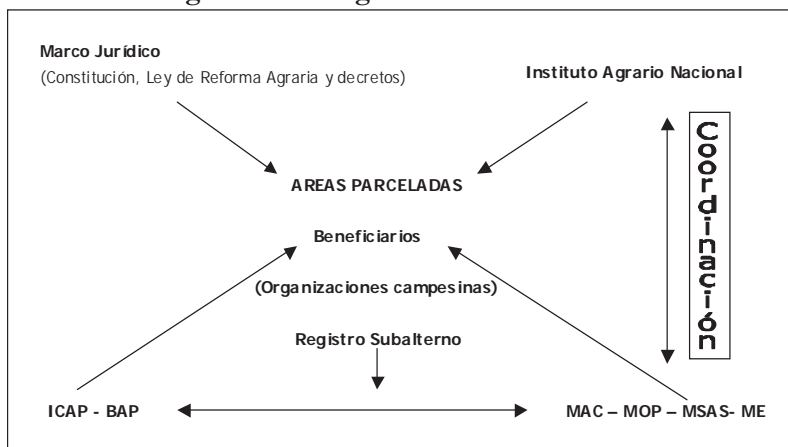 Marco Jurídico
(Constitución, Ley de Reforma Agraria y decretos)
Instituto Agrario Nacional
Coordinación
AREAS PARCELADAS
Beneficiarios
(Organizaciones campesinas)
Registro Subalterno
ICAP - BAP
MAC – MOP – MSAS- ME